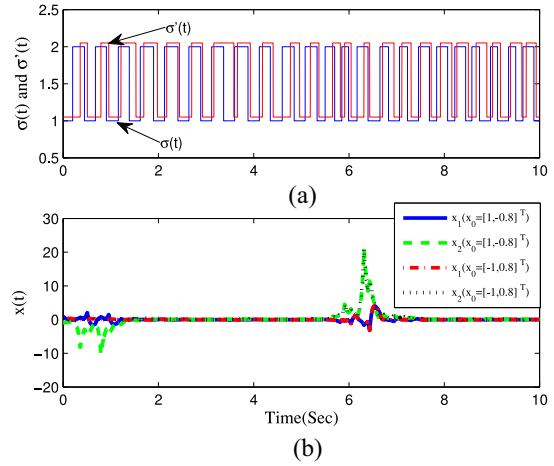 2.5
2
1.5
1
0.5
σ(t) and σ'(t)
σ'(t)
σ(t)
0 2 4 6 8 10
(a)
30
20
10
0
−10
−20
x(t)
x₁(x₀=[1,-0.8]ᵀ)
x₂(x₀=[1,-0.8]ᵀ)
x₁(x₀=[-1,0.8]ᵀ)
x₂(x₀=[-1,0.8]ᵀ)
0 2 4 6 8 10
Time(Sec)
(b)